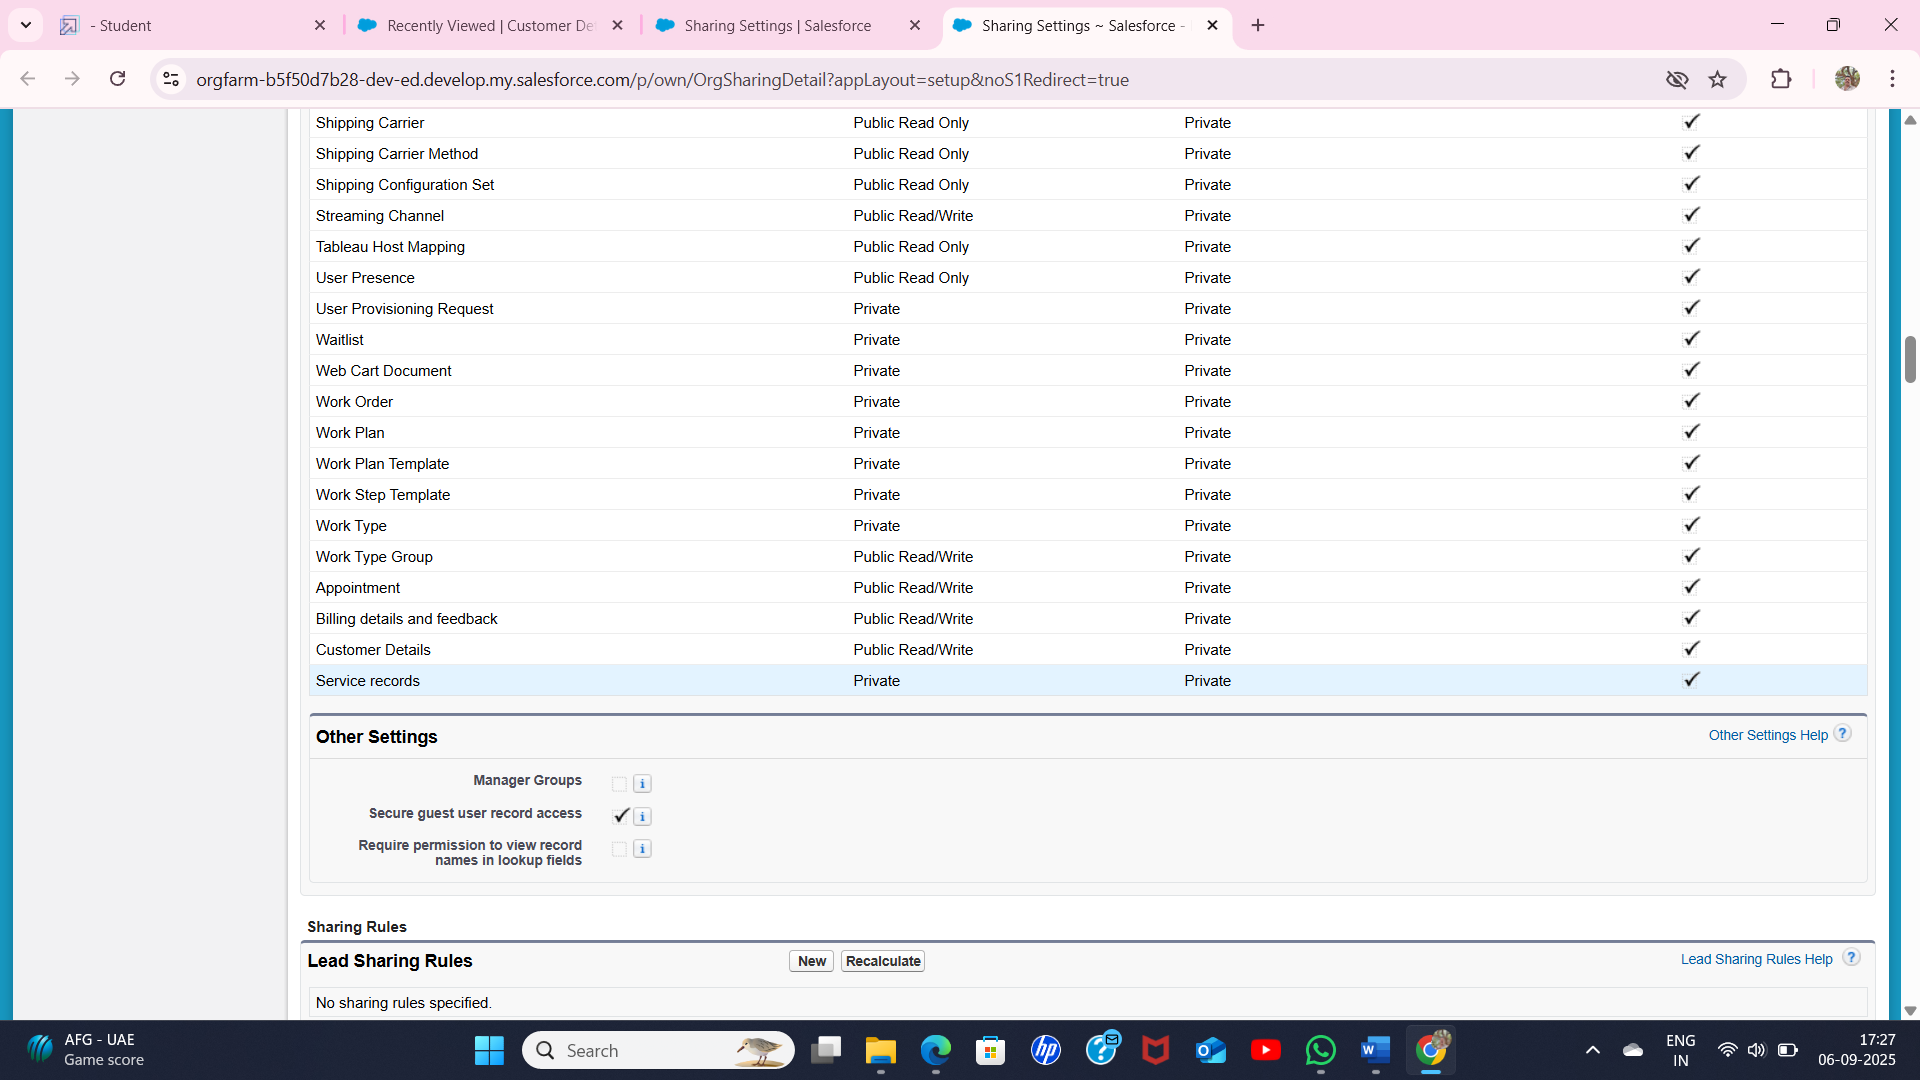 - Student
Recently Viewed | Customer De
Sharing Settings | Salesforce
Sharing Settings ~ Salesforce -
orgfarm-b5f50d7b28-dev-ed.develop.my.salesforce.com/p/own/OrgSharingDetail?appLayout=setup&noS1Redirect=true
Shipping Carrier Public Read Only Private
Shipping Carrier Method Public Read Only Private
Shipping Configuration Set Public Read Only Private
Streaming Channel Public Read/Write Private
Tableau Host Mapping Public Read Only Private
User Presence Public Read Only Private
User Provisioning Request Private Private
Waitlist Private Private
Web Cart Document Private Private
Work Order Private Private
Work Plan Private Private
Work Plan Template Private Private
Work Step Template Private Private
Work Type Private Private
Work Type Group Public Read/Write Private
Appointment Public Read/Write Private
Billing details and feedback Public Read/Write Private
Customer Details Public Read/Write Private
Service records Private Private
Other Settings Other Settings Help ?
Manager Groups i
Secure guest user record access i
Require permission to view record
names in lookup fields i
Sharing Rules
Lead Sharing Rules New Recalculate Lead Sharing Rules Help ?
No sharing rules specified.
AFG - UAE
Game score
Search
hp
?
W
ENG
IN
17:27
06-09-2025